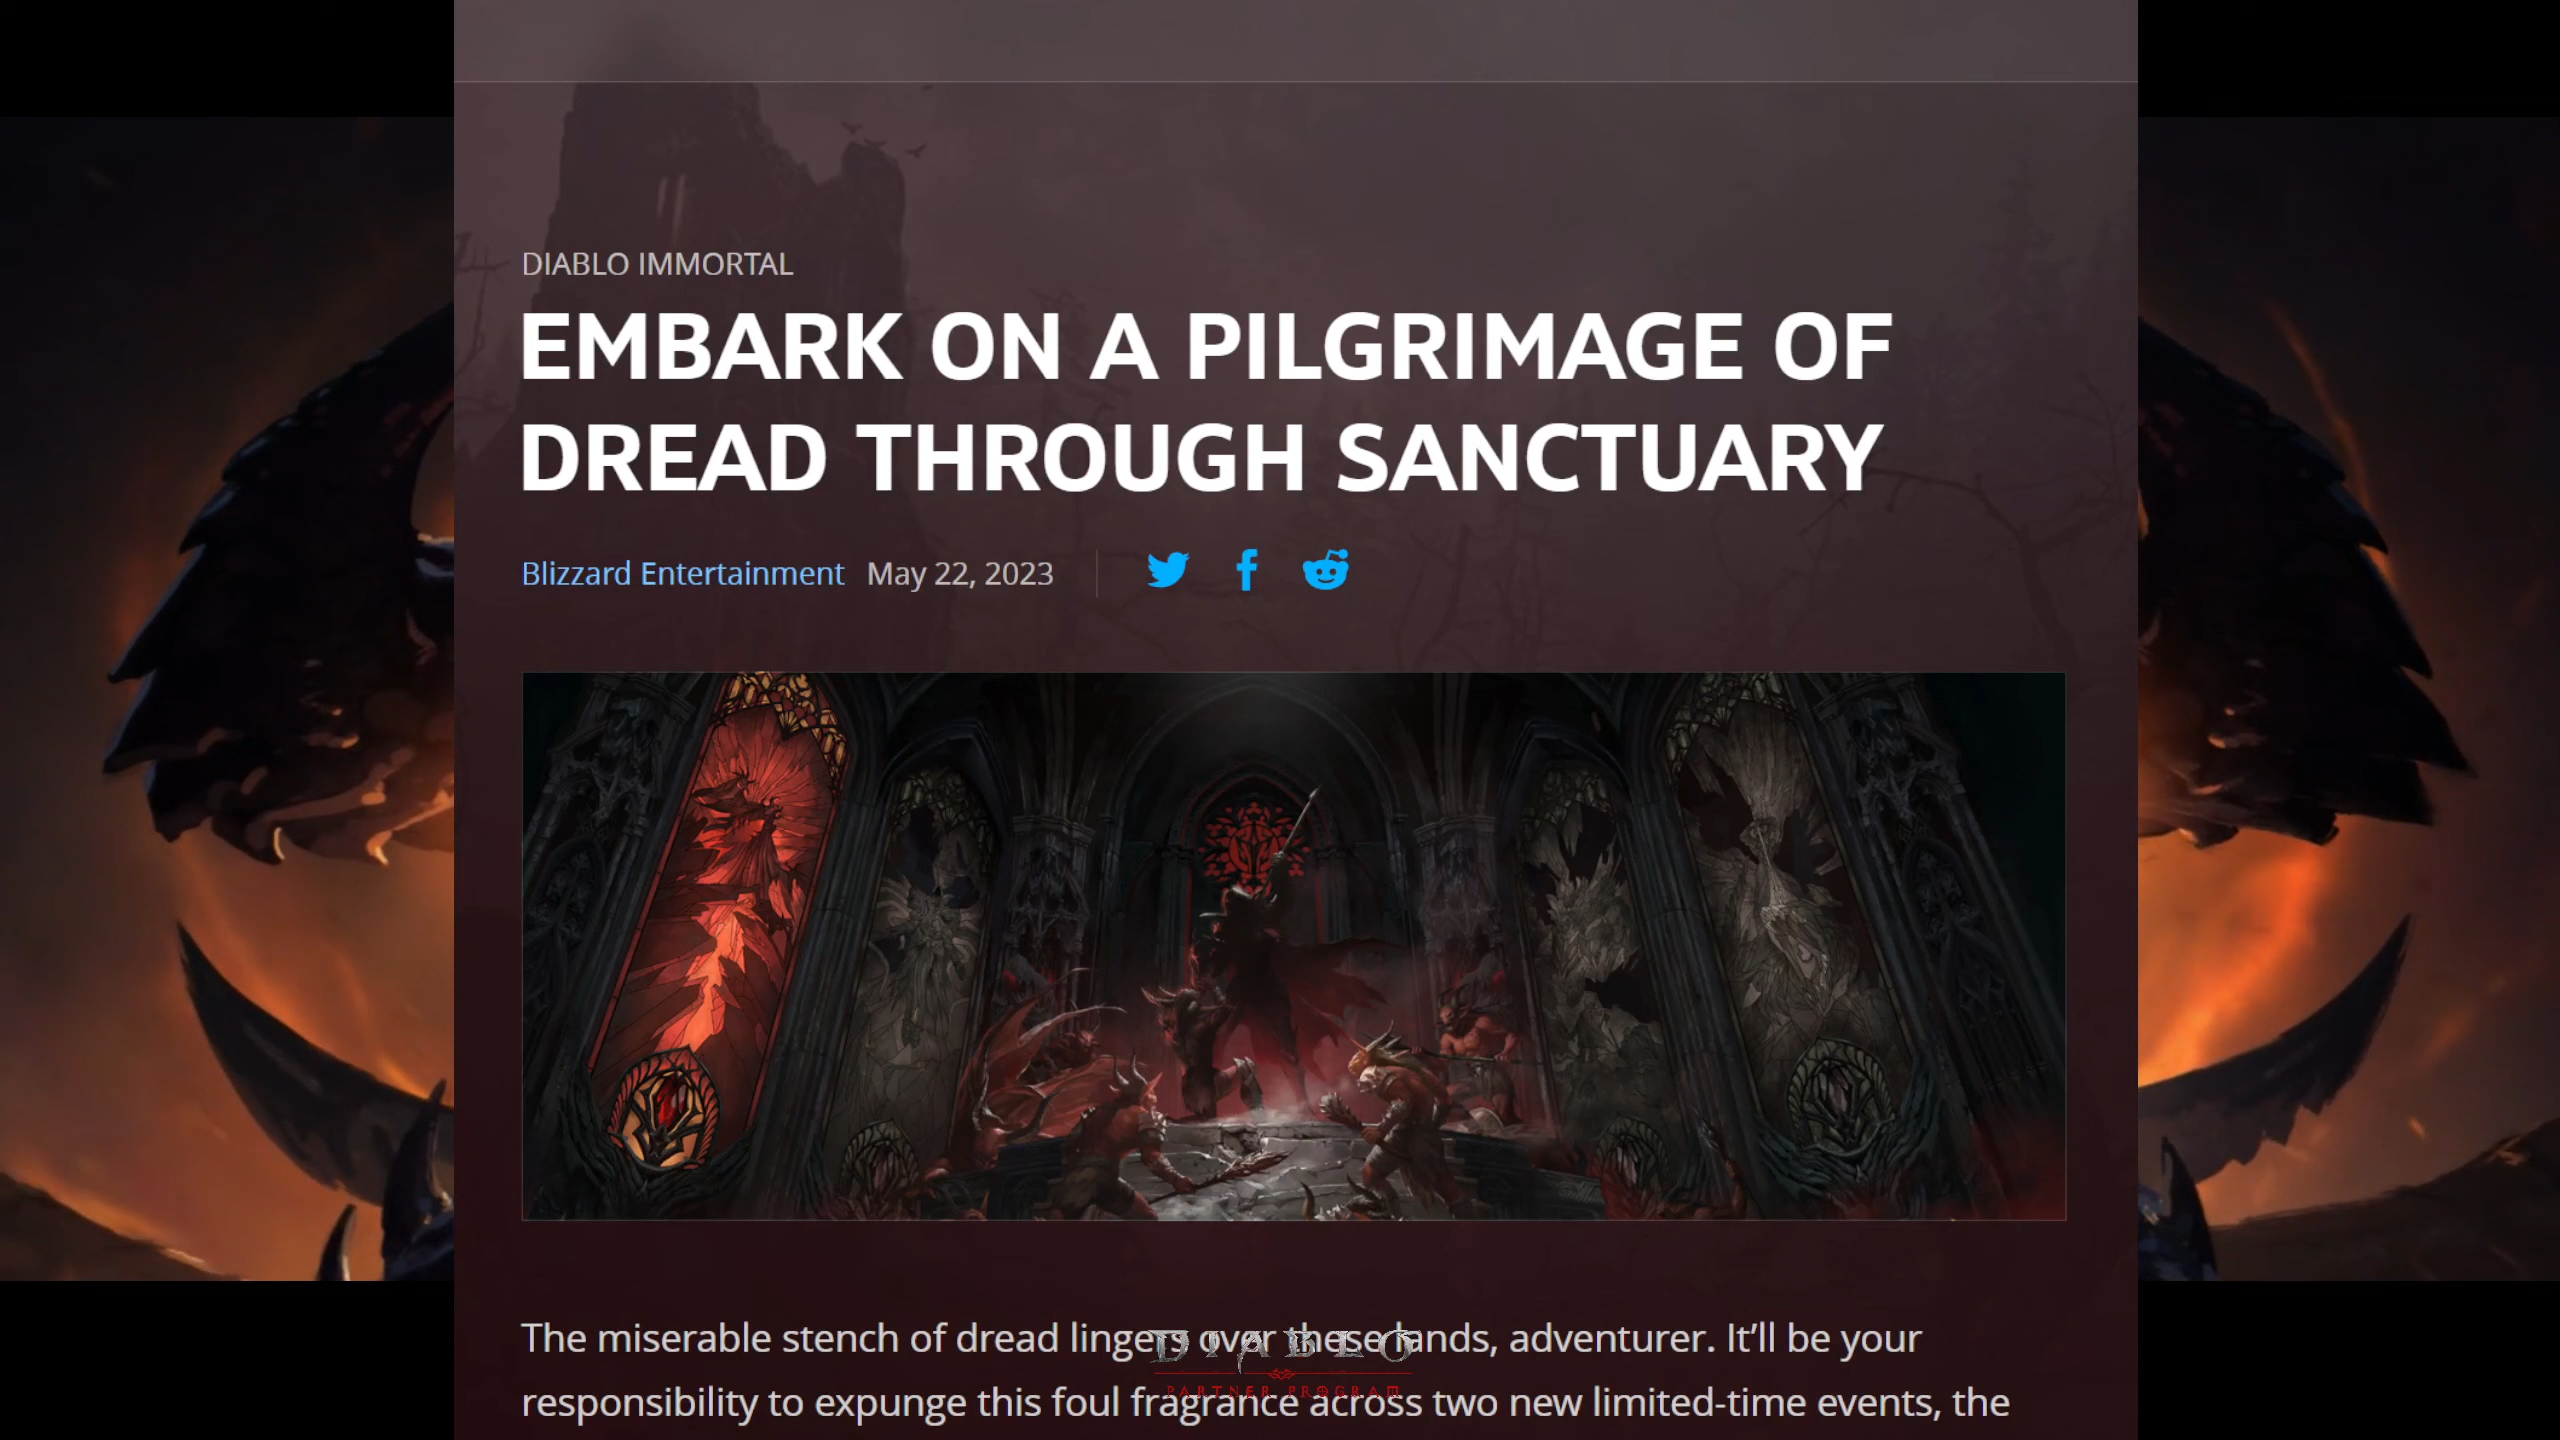 DIABLO IMMORTAL
EMBARK ON A PILGRIMAGE OF
DREAD THROUGH SANCTUARY
Blizzard Entertainment May 22, 2023
The miserable stench of dread lingers over these lands, adventurer. It’ll be your
DIABLO
PARTNER PROGRAM
responsibility to expunge this foul fragrance across two new limited-time events, the